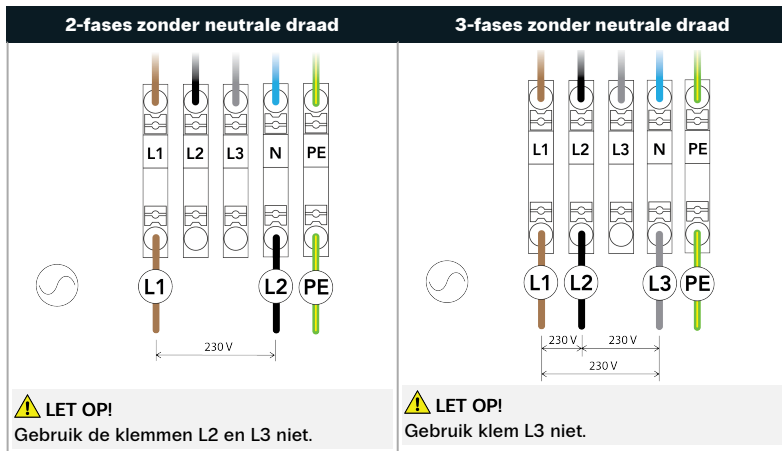 2-fases zonder neutrale draad
L1 L2 L3 N PE
L1 L2 PE
230 V
LET OP!
Gebruik de klemmen L2 en L3 niet.
3-fases zonder neutrale draad
L1 L2 L3 N PE
L1 L2 L3 PE
230 V 230 V
230 V
LET OP!
Gebruik klem L3 niet.